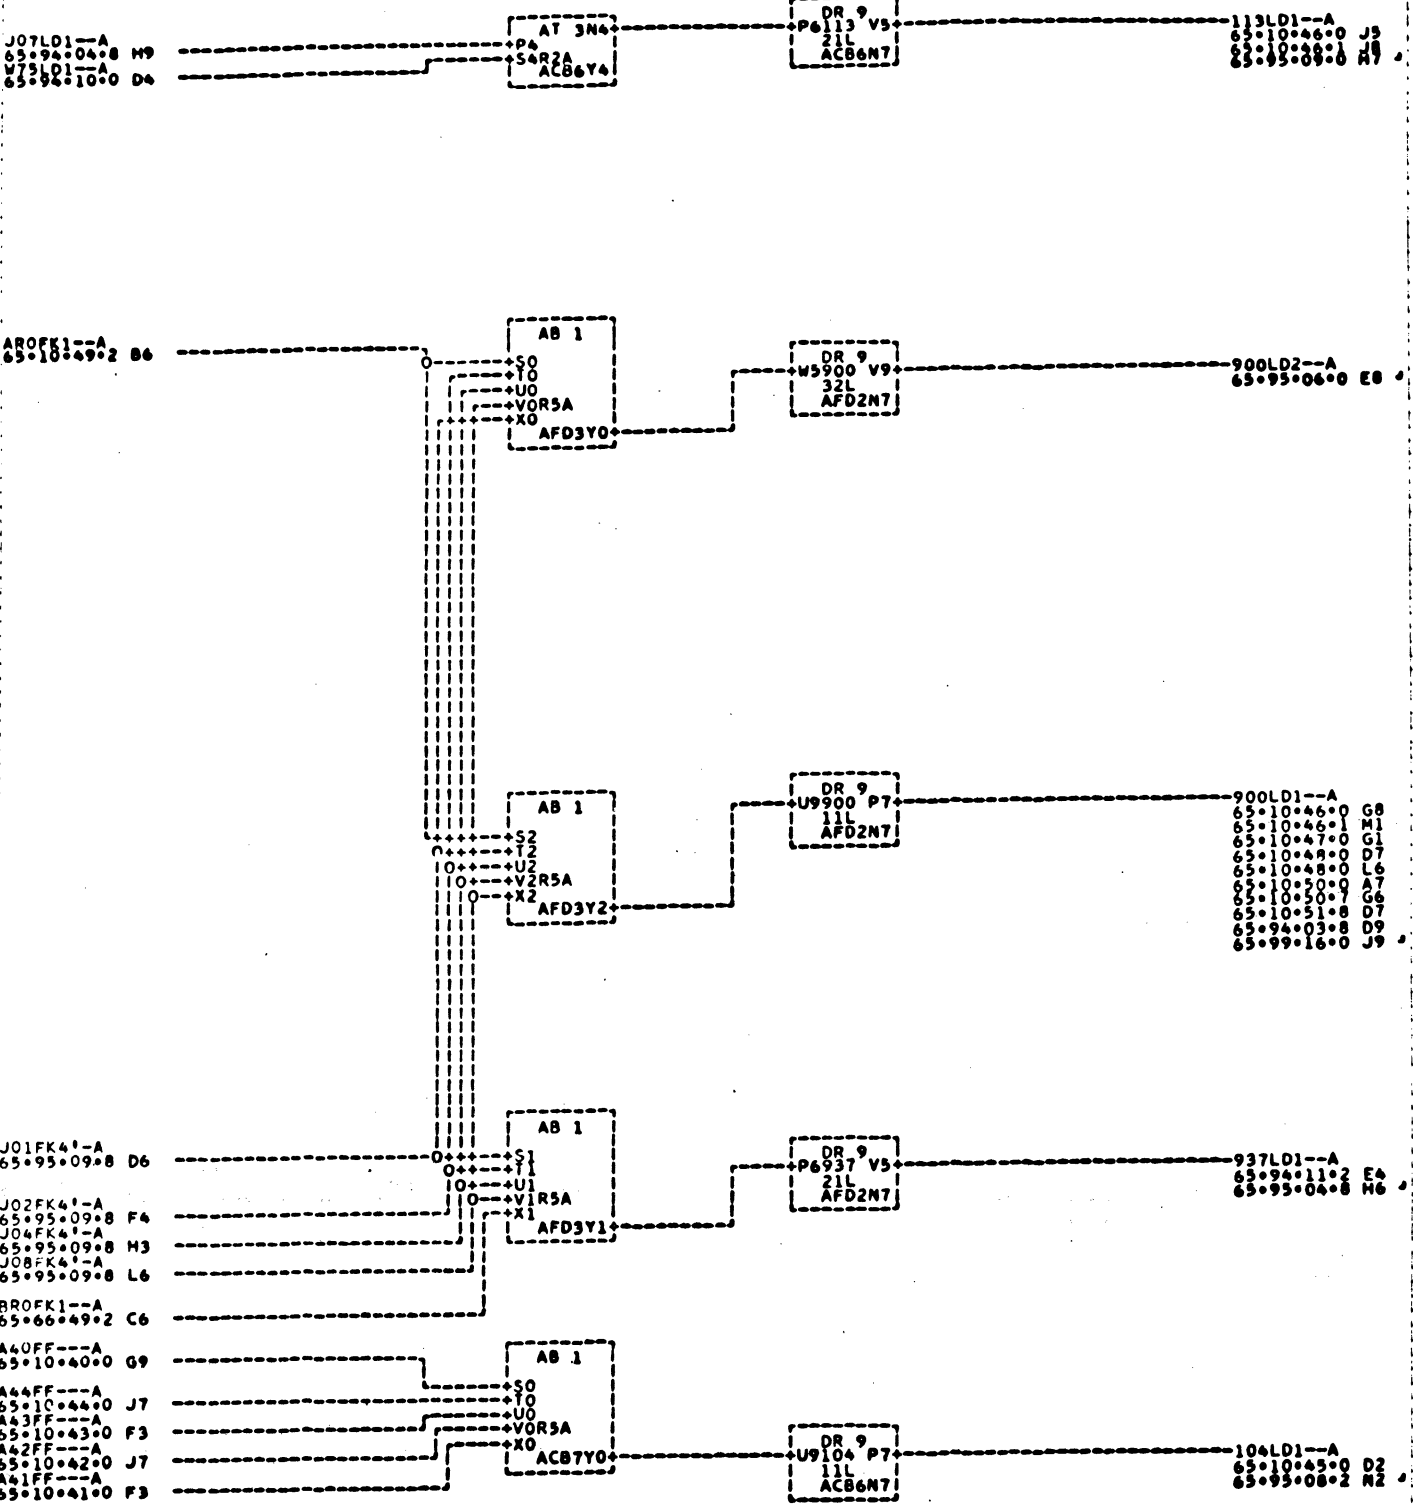 J07LD1--A
65•94•04•8 H9
W75LD1--A
65•94•10•0 D4
AT 3N4
P4
S4R2A
ACB6Y4
DR 9
P6113 V5
21L
ACB6N7
113LD1--A
65•10•46•0 J5
65•10•46•1 J8
65•95•09•0 H7
AR0FK1--A
65•10•49•2 B6
AB 1
S0
T0
U0
V0R5A
X0
AFD3Y0
DR 9
W5900 V9
32L
AFD2N7
900LD2--A
65•95•06•0 E8
AB 1
S2
T2
U2
V2R5A
X2
AFD3Y2
DR 9
U9900 P7
11L
AFD2N7
900LD1--A
65•10•46•0 G8
65•10•46•1 M1
65•10•47•0 G1
65•10•48•0 D7
65•10•48•0 L6
65•10•50•0 A7
65•10•50•7 G6
65•10•51•8 D7
65•94•03•8 D9
65•99•16•0 J9
J01FK4'-A
65•95•09•8 D6
J02FK4'-A
65•95•09•8 F4
J04FK4'-A
65•95•09•8 H3
J08FK4'-A
65•95•09•8 L6
BR0FK1--A
65•66•49•2 C6
AB 1
S1
T1
U1
V1R5A
X1
AFD3Y1
DR 9
P6937 V5
21L
AFD2N7
937LD1--A
65•94•11•2 E4
65•95•04•8 H6
A40FF---A
65•10•40•0 G9
A44FF---A
65•10•44•0 J7
A43FF---A
65•10•43•0 F3
A42FF---A
65•10•42•0 J7
A41FF---A
65•10•41•0 F3
AB 1
S0
T0
U0
V0R5A
X0
ACB7Y0
DR 9
U9104 P7
11L
ACB6N7
104LD1--A
65•10•45•0 D2
65•95•08•2 N2